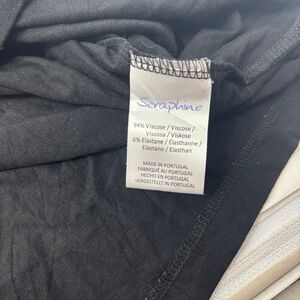 Seraphine
94% Viscose / Viscose /
Viscosa / Viskose
6% Elastane / Elasthanne /
Elastano / Elasthan
MADE IN PORTUGAL
FABRIQUÉ AU PORTUGAL
HECHO EN PORTUGAL
HERGESTELLT IN PORTUGAL